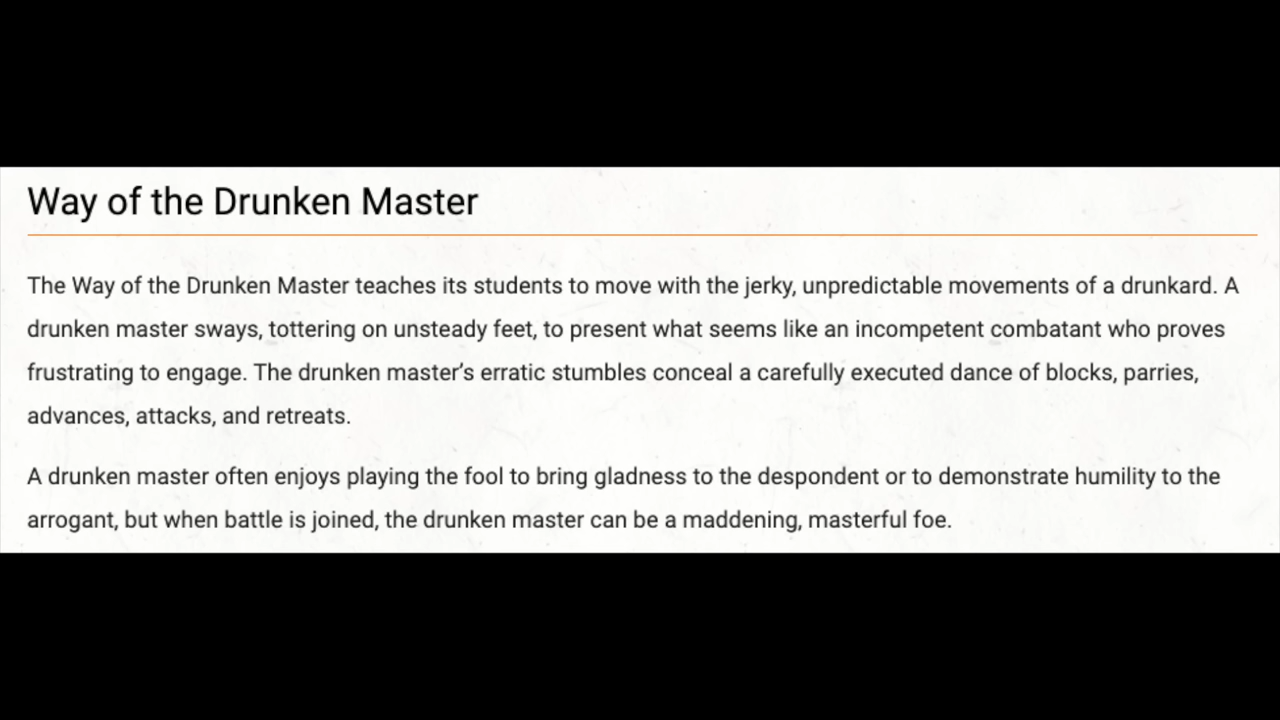 Way of the Drunken Master
The Way of the Drunken Master teaches its students to move with the jerky, unpredictable movements of a drunkard. A
drunken master sways, tottering on unsteady feet, to present what seems like an incompetent combatant who proves
frustrating to engage. The drunken master’s erratic stumbles conceal a carefully executed dance of blocks, parries,
advances, attacks, and retreats.
A drunken master often enjoys playing the fool to bring gladness to the despondent or to demonstrate humility to the
arrogant, but when battle is joined, the drunken master can be a maddening, masterful foe.